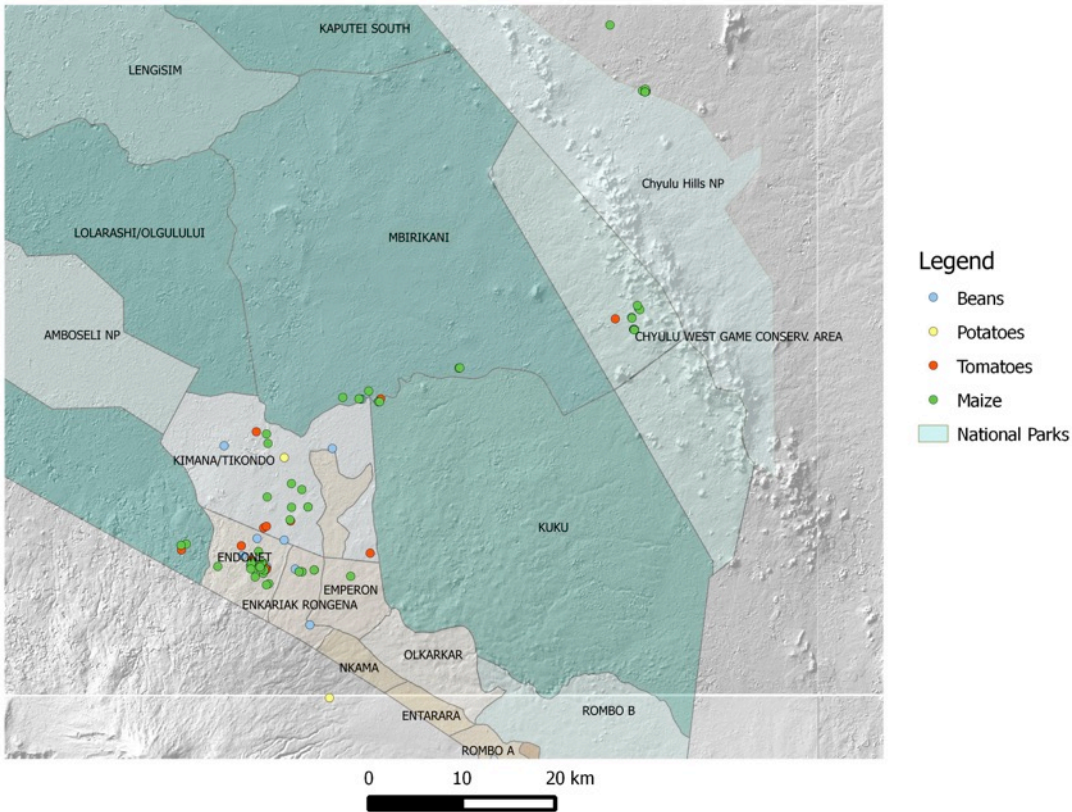 KAPUTEI SOUTH
LENGiSIM
Chyulu Hills NP
LOLARASHI/OLGULULUI
MBIRIKANI
AMBOSELI NP
CHYULU WEST GAME CONSERV. AREA
KIMANA/TIKONDO
KUKU
ENDONET
EMPERON
ENKARIAK RONGENA
OLKARKAR
NKAMA
ENTARARA
ROMBO B
ROMBO A
Legend
Beans
Potatoes
Tomatoes
Maize
National Parks
0 10 20 km